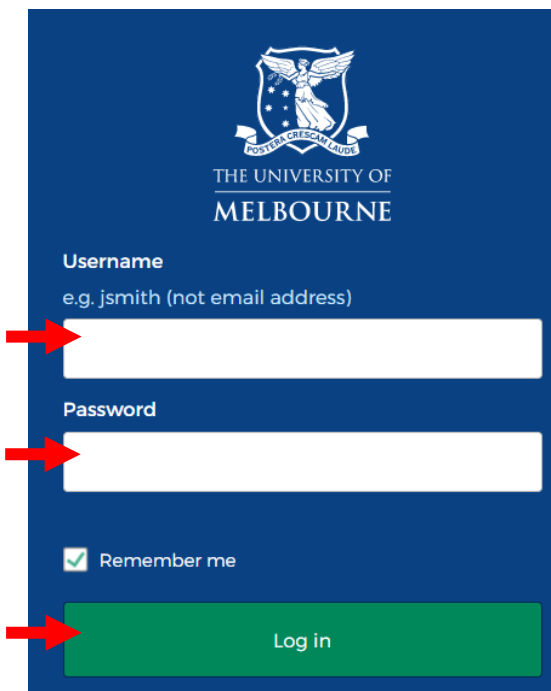 POSTERA CRESCAM LAUDE
THE UNIVERSITY OF
MELBOURNE
Username
e.g. jsmith (not email address)
Password
Remember me
Log in